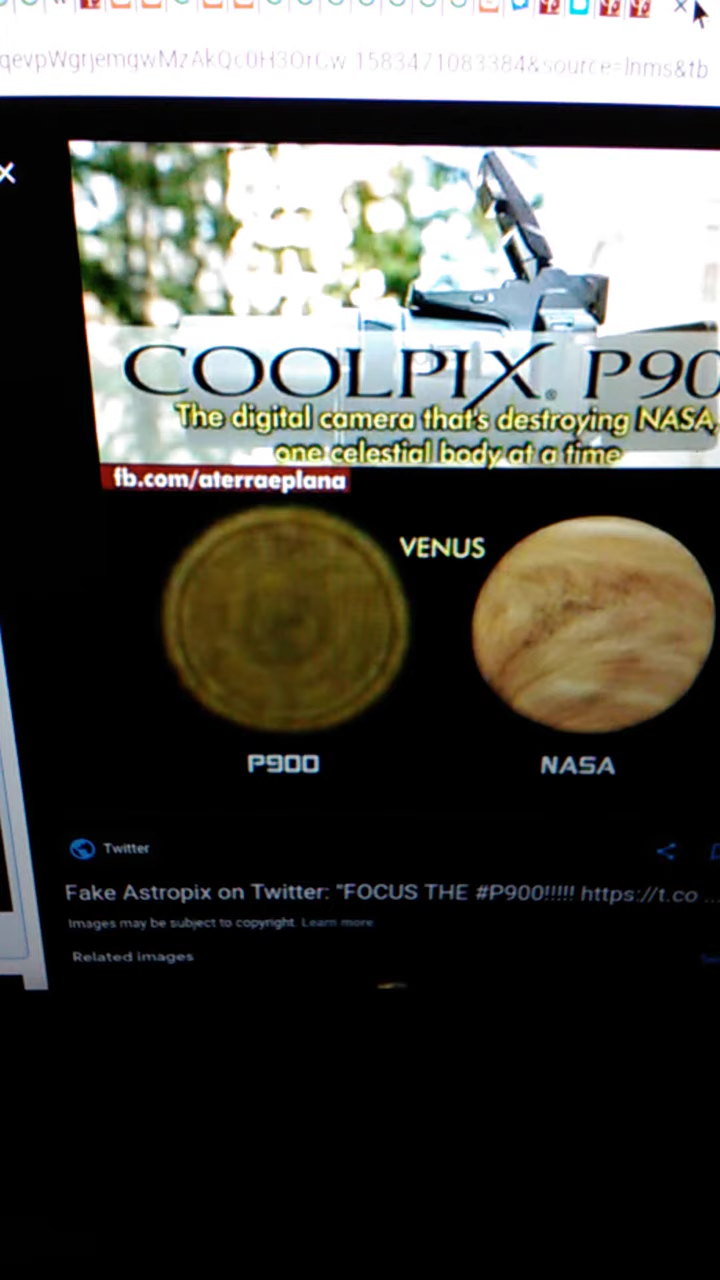 COOLPIX® P90
The digital camera that's destroying NASA,
one celestial body at a time
fb.com/aterraeplana
VENUS
P900
NASA
Twitter
Fake Astropix on Twitter: "FOCUS THE #P900!!!!! https://t.co ...
Images may be subject to copyright. Learn more
Related images